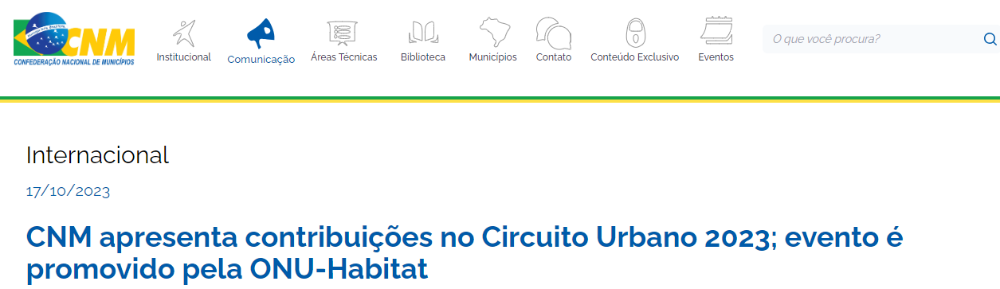 CNM
CONFEDERAÇÃO NACIONAL DE MUNICÍPIOS
Institucional
Comunicação
Áreas Técnicas
Biblioteca
Municípios
Contato
Conteúdo Exclusivo
Eventos
O que você procura?
Internacional
17/10/2023
CNM apresenta contribuições no Circuito Urbano 2023; evento é
promovido pela ONU-Habitat